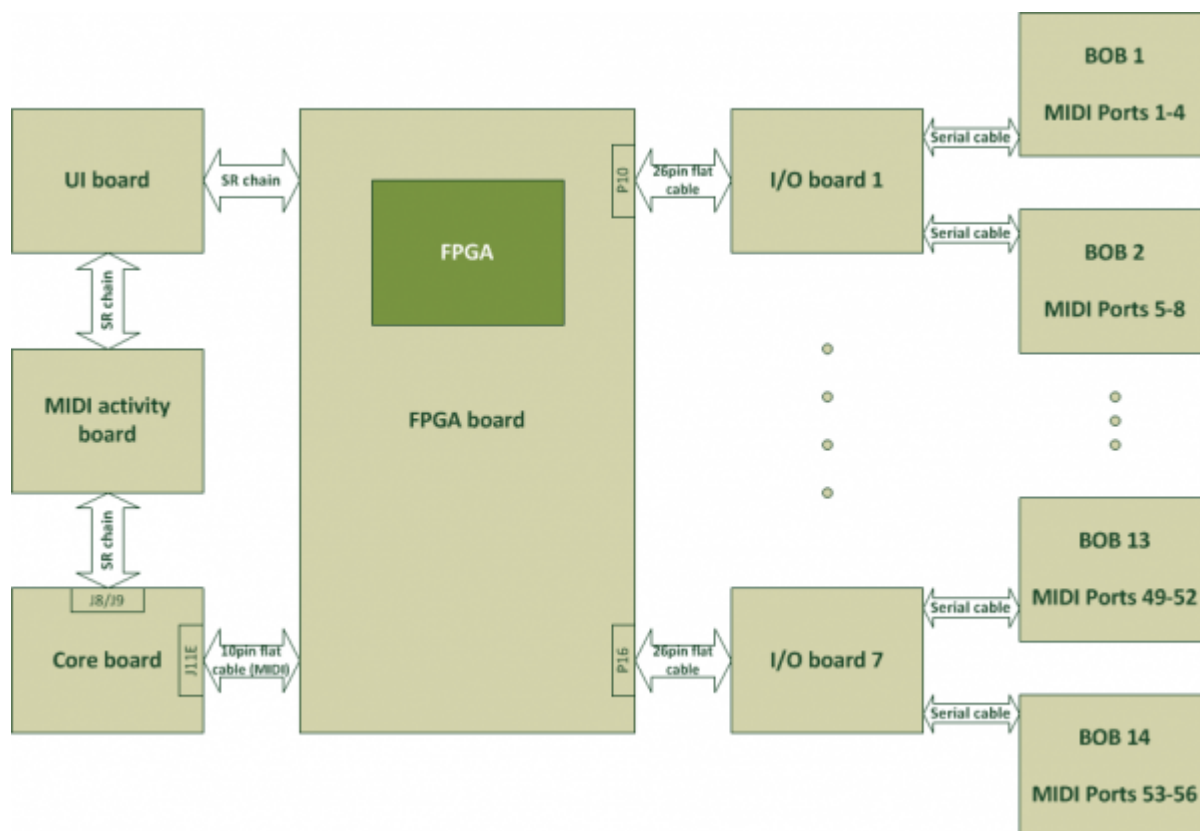 BOB 1
MIDI Ports 1-4
Serial cable
UI board
SR chain
P10
26pin flat
cable
I/O board 1
FPGA
Serial cable
BOB 2
MIDI Ports 5-8
SR chain
MIDI activity
board
FPGA board
SR chain
J8/J9
BOB 13
MIDI Ports 49-52
Serial cable
Core board
J11E
10pin flat
cable (MIDI)
P16
26pin flat
cable
I/O board 7
Serial cable
BOB 14
MIDI Ports 53-56